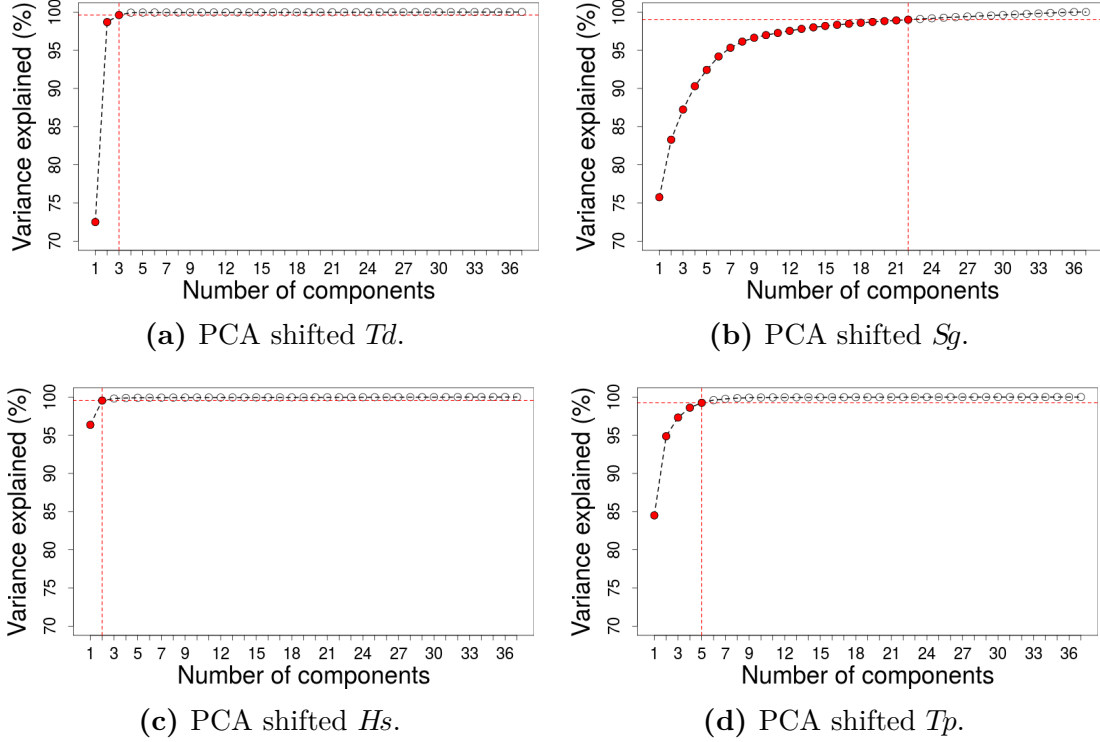 Variance explained (%)
70 75 80 85 90 95 100
1 3 5 7 9 12 15 18 21 24 27 30 33 36
Number of components
(a) PCA shifted Td.
Variance explained (%)
70 75 80 85 90 95 100
1 3 5 7 9 12 15 18 21 24 27 30 33 36
Number of components
(b) PCA shifted Sg.
Variance explained (%)
70 75 80 85 90 95 100
1 3 5 7 9 12 15 18 21 24 27 30 33 36
Number of components
(c) PCA shifted Hs.
Variance explained (%)
70 75 80 85 90 95 100
1 3 5 7 9 12 15 18 21 24 27 30 33 36
Number of components
(d) PCA shifted Tp.